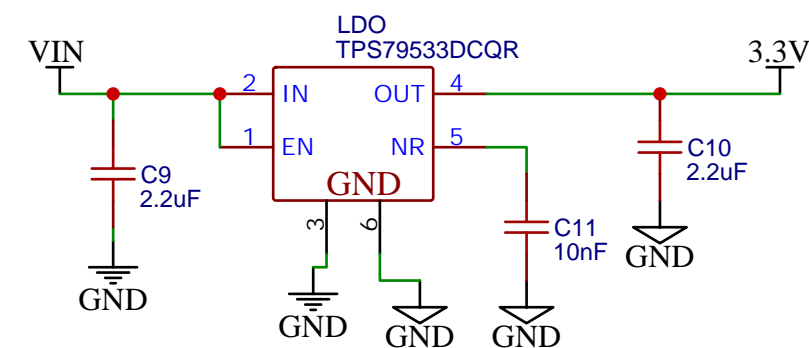 LDO
TPS79533DCQR
VIN
3.3V
2 IN OUT 4
1 EN NR 5
GND
C9
2.2uF
C10
2.2uF
3 6
C11
10nF
GND
GND
GND
GND
GND